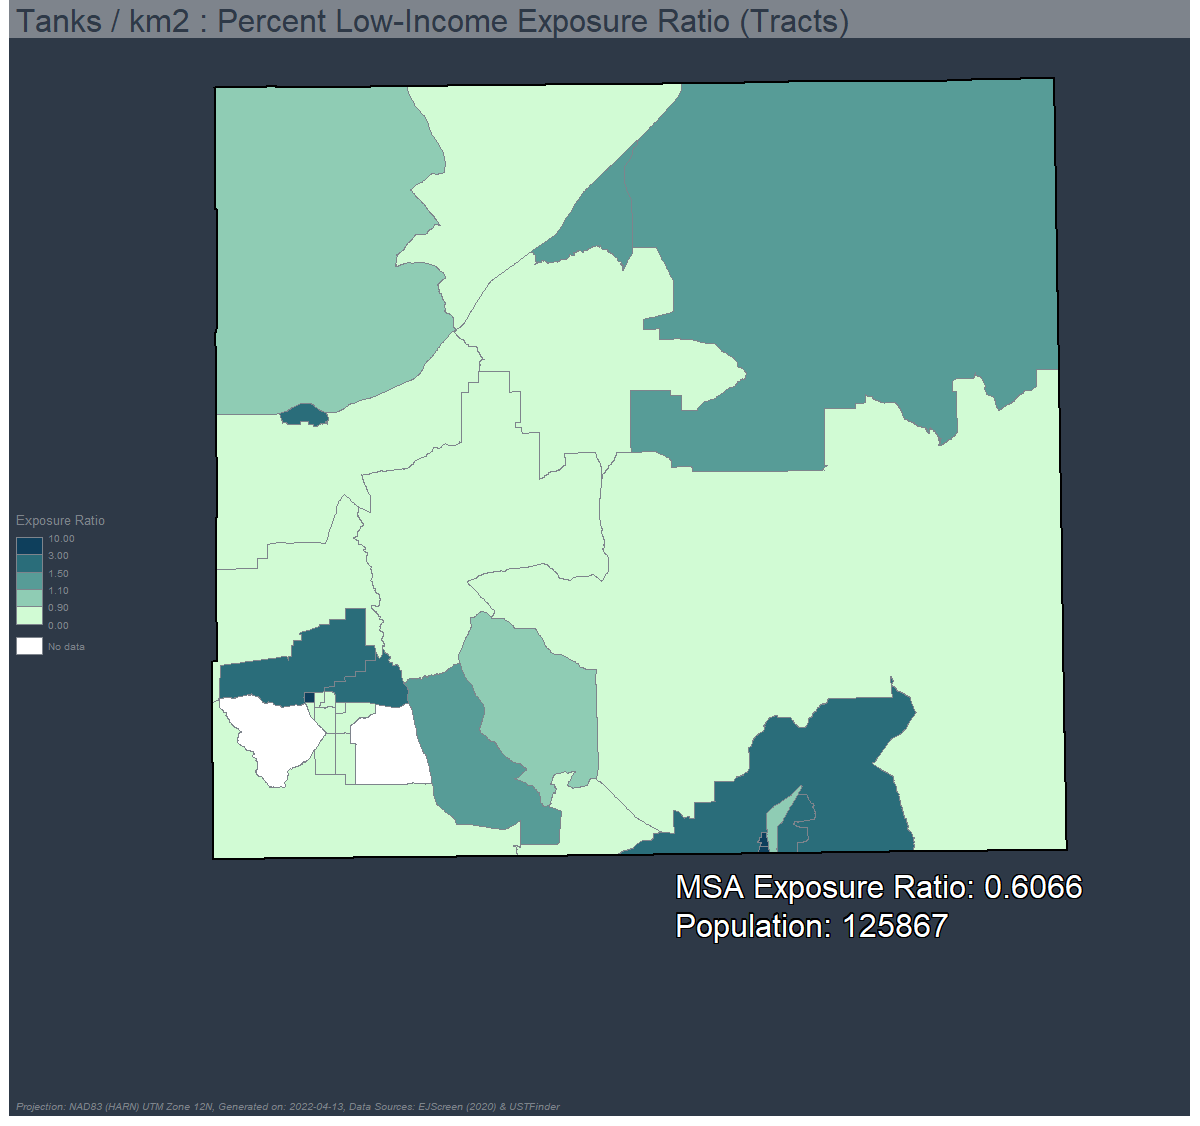 Tanks / km2 : Percent Low-Income Exposure Ratio (Tracts)
Exposure Ratio
10.00
3.00
1.50
1.10
0.90
0.00
No data
MSA Exposure Ratio: 0.6066
Population: 125867
Projection: NAD83 (HARN) UTM Zone 12N, Generated on: 2022-04-13, Data Sources: EJScreen (2020) & USTFinder